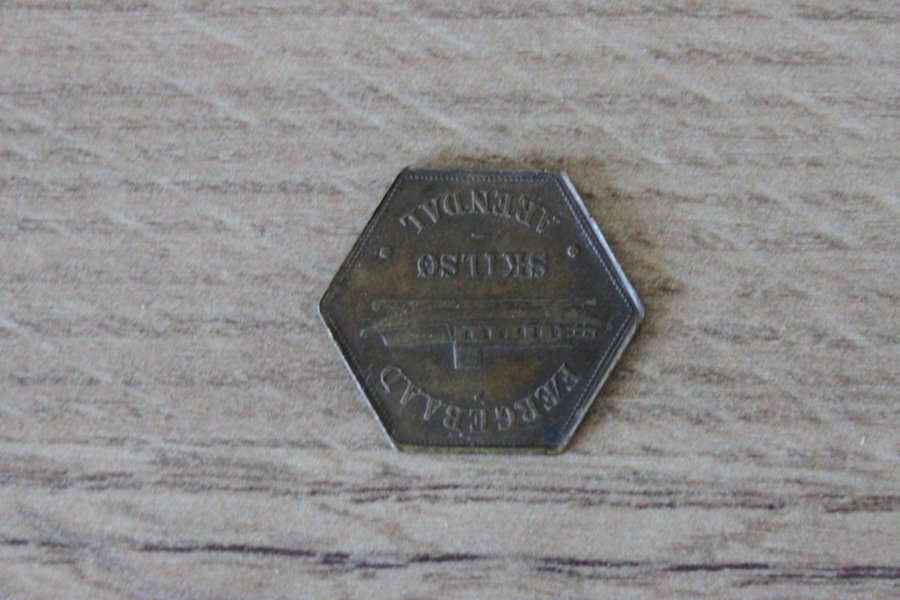 FÆRGEBAAD
SKILSØ
-
ARENDAL